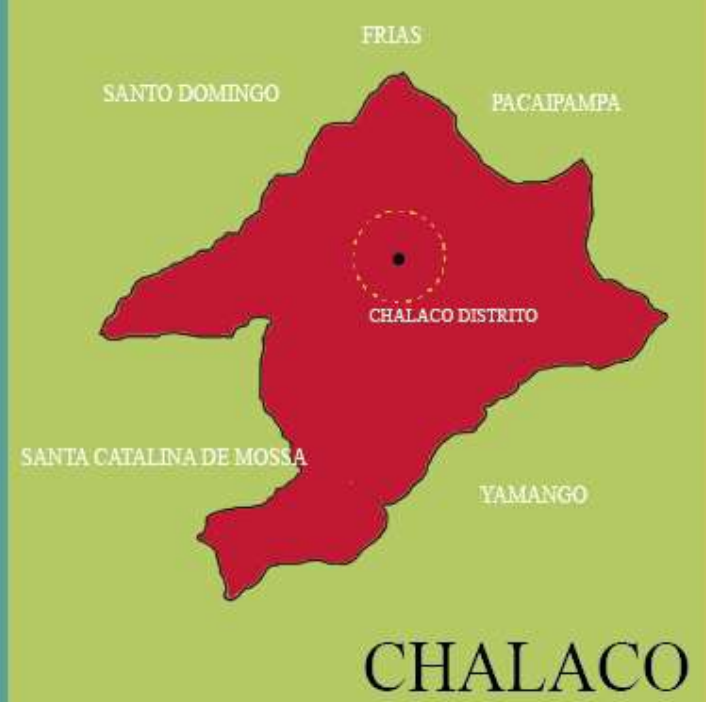 FRIAS
SANTO DOMINGO
PACAIPAMPA
CHALACO DISTRITO
SANTA CATALINA DE MOSSA
YAMANGO
CHALACO